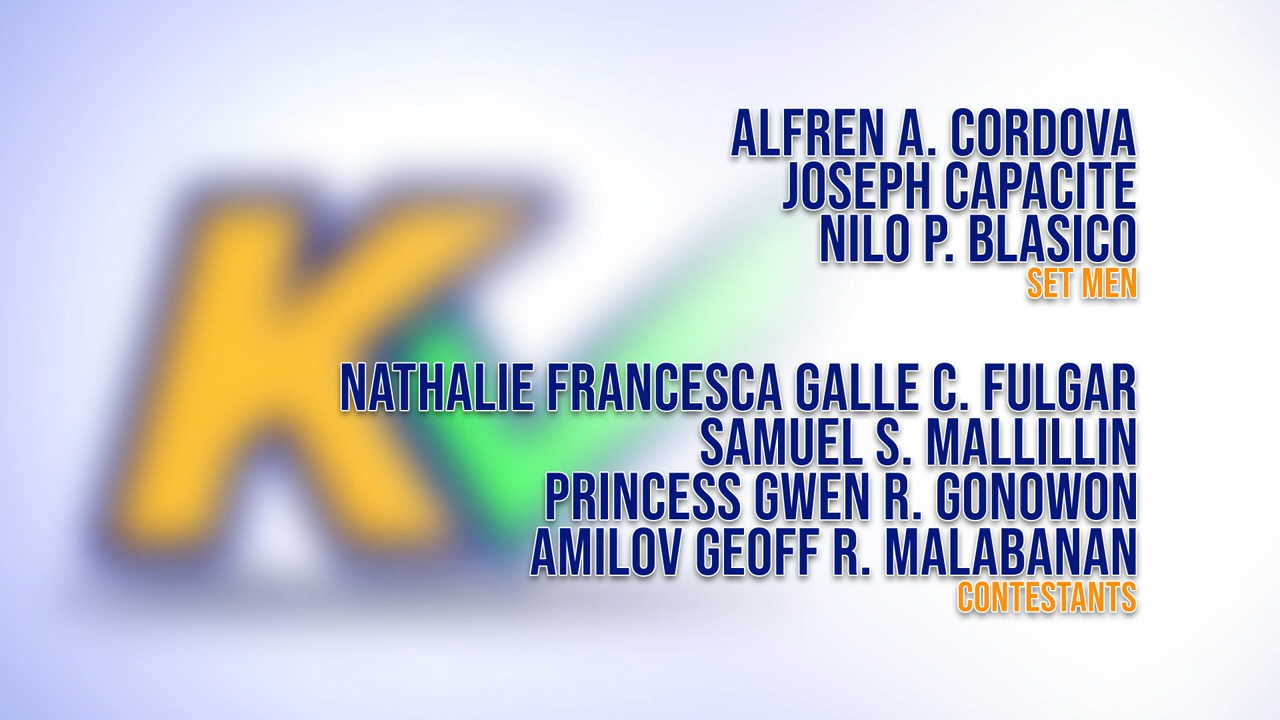 ALFREN A. CORDOVA
JOSEPH CAPACITE
NILO P. BLASICO
SET MEN
NATHALIE FRANCESCA GALLE C. FULGAR
SAMUEL S. MALLILLIN
PRINCESS GWEN R. GONOWON
AMILOV GEOFF R. MALABANAN
CONTESTANTS
K